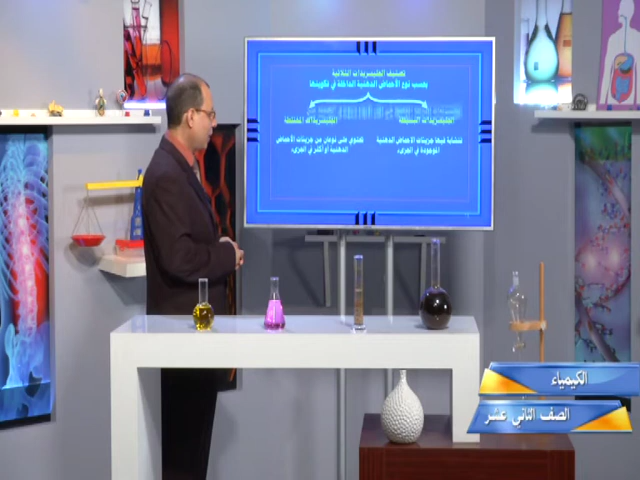 تصنيف الجليسريدات الثلاثية
بحسب نوع الأحماض الدهنية الداخلة في تكوينها
الجليسريدات البسيطة
الجليسريدات المختلطة
تتشابه فيها جزيئات الأحماض الدهنية
الموجودة في الجزيء
تحتوي على نوعان من جزيئات الأحماض
الدهنية أو أكثر في الجزيء
الكيمياء
الصف الثاني عشر